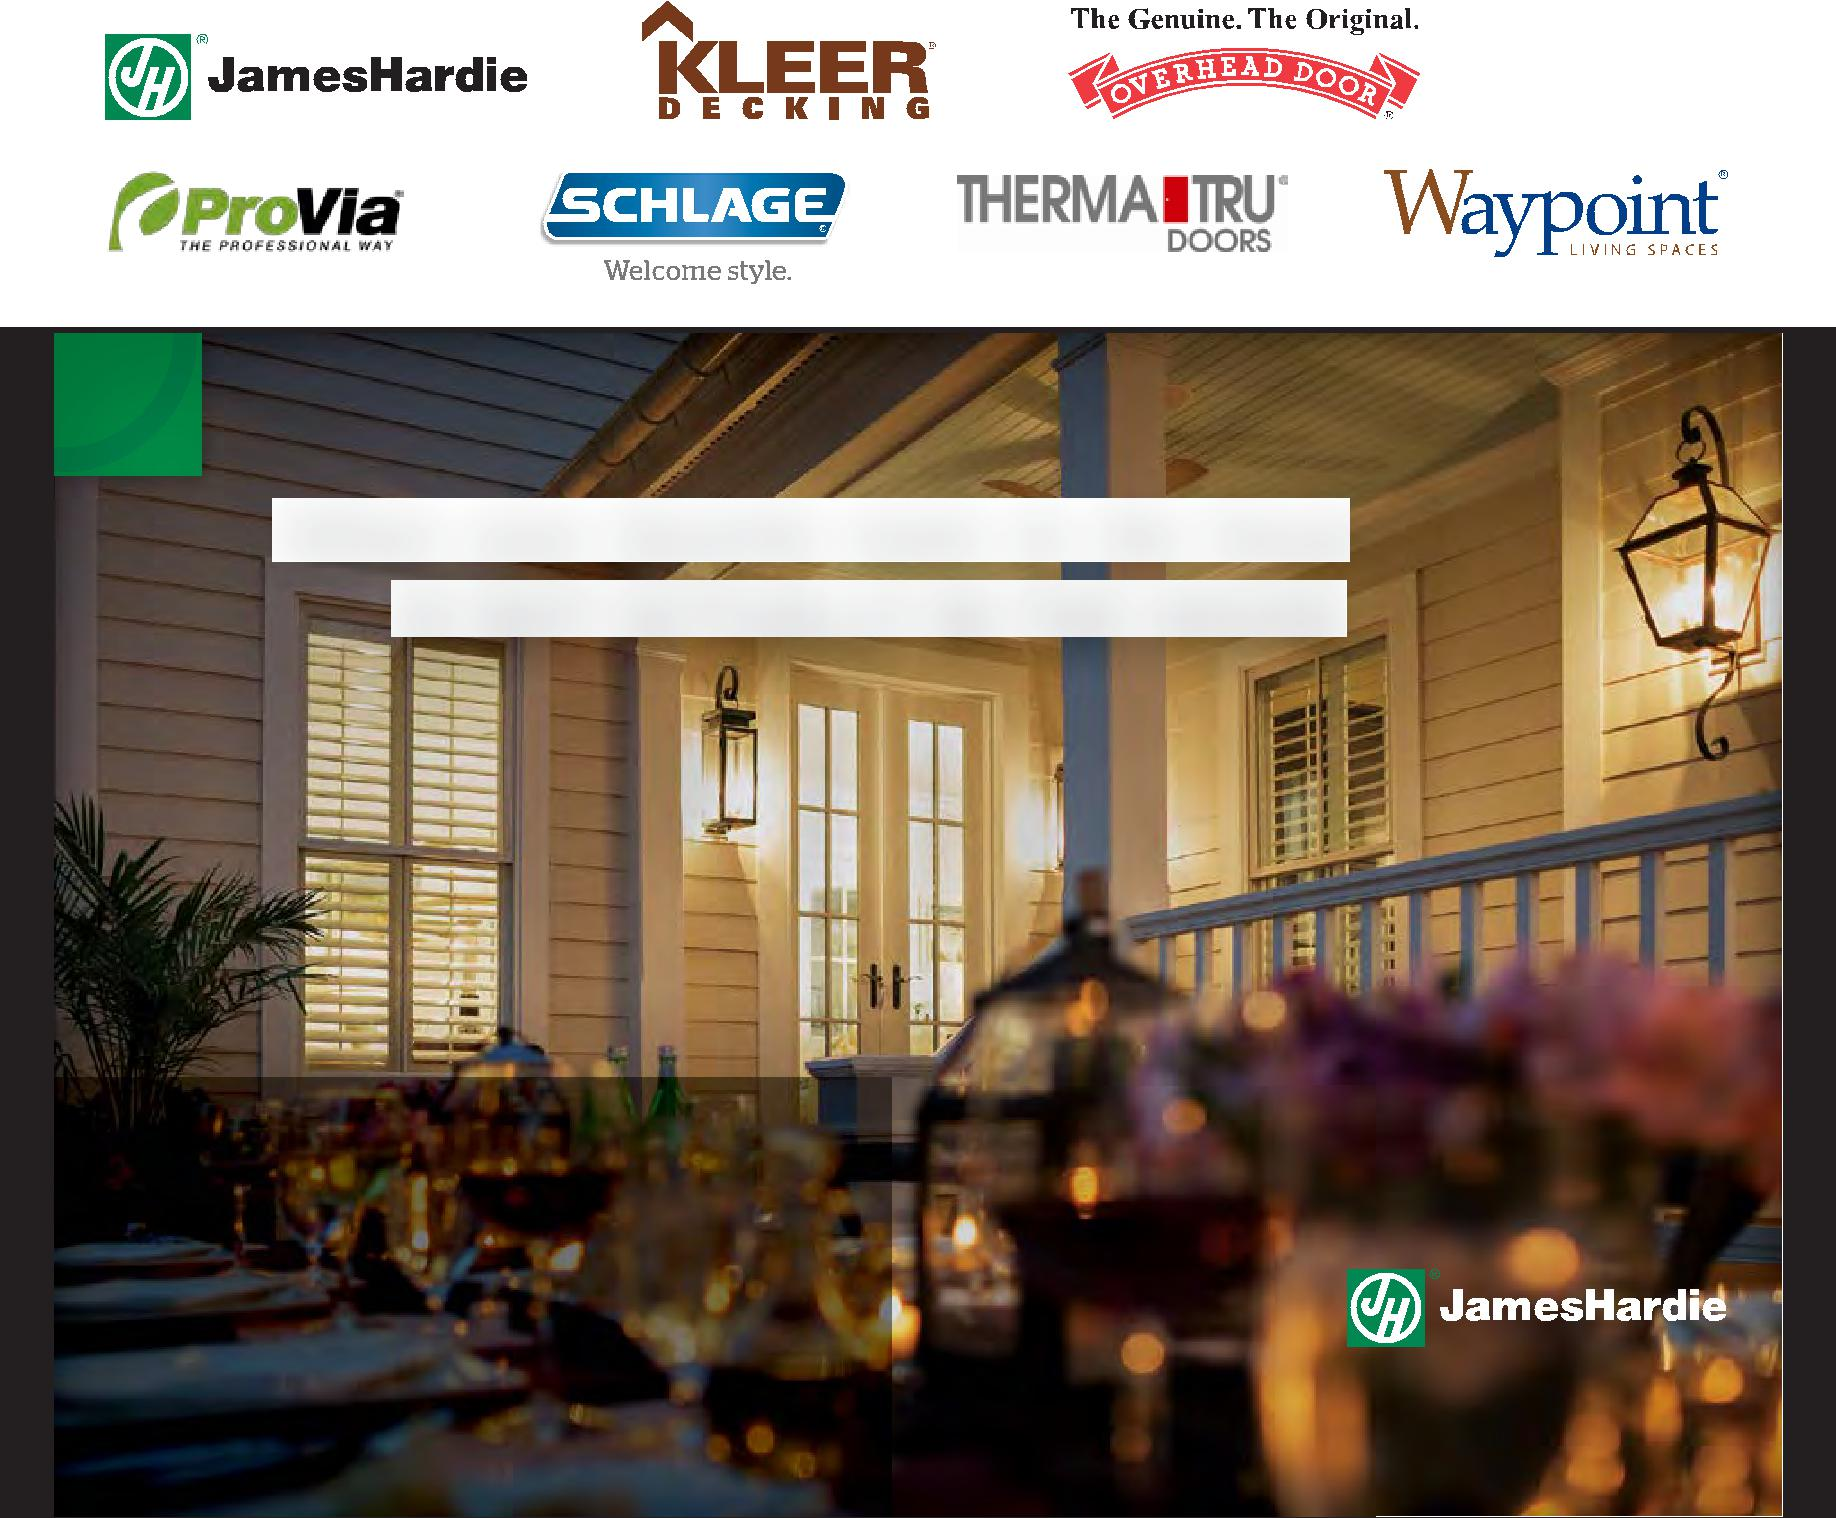 JamesHardie
KLEER
DECKING
The Genuine. The Original.
OVERHEAD DOOR
ProVia
THE PROFESSIONAL WAY
SCHLAGE
Welcome style.
THERMA TRU
DOORS
Waypoint
LIVING SPACES
JamesHardie